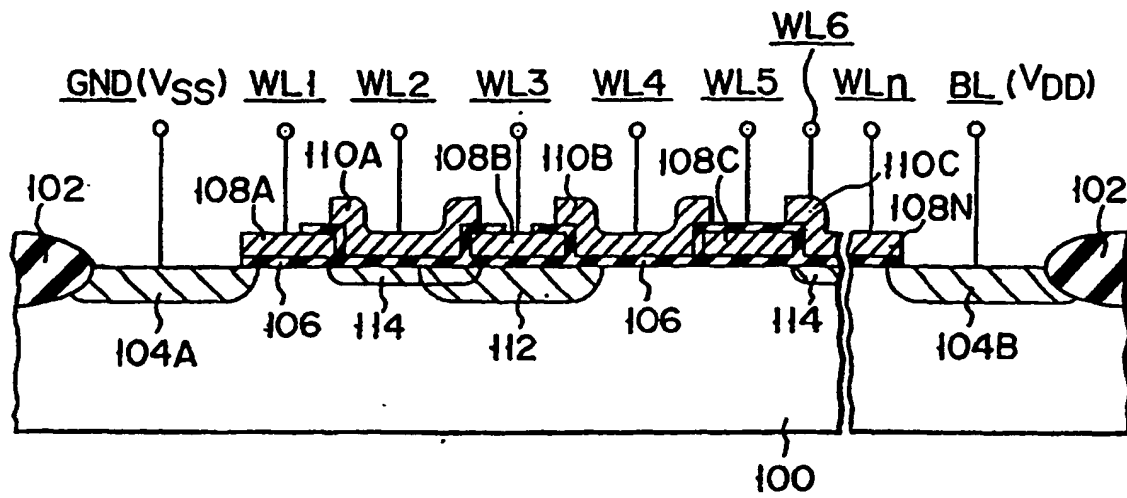 WL6
GND (VSS) WL1 WL2 WL3 WL4 WL5 WLn BL (VDD)
102 108A 110A 108B 110B 108C 110C 108N 102
104A 106 114 112 106 114 104B
100